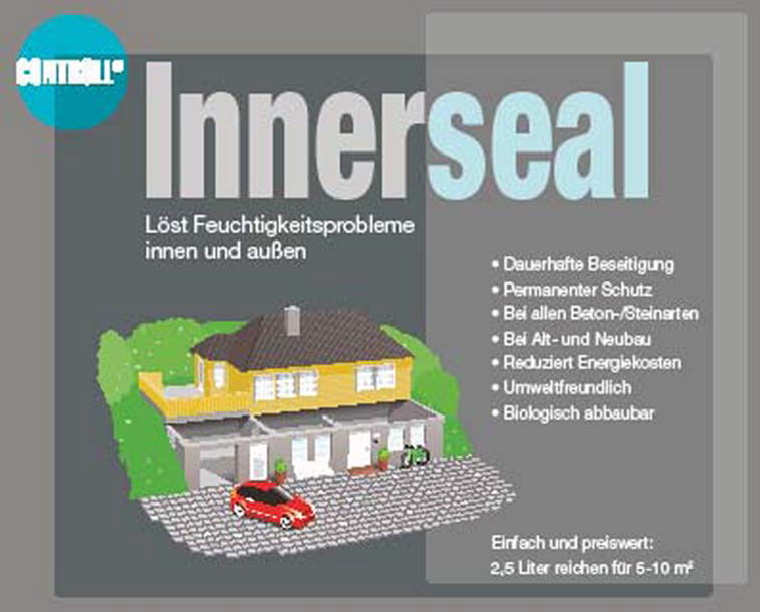 CONTROLL®
Innerseal
Löst Feuchtigkeitsprobleme
innen und außen
• Dauerhafte Beseitigung
• Permanenter Schutz
• Bei allen Beton-/Steinarten
• Bei Alt- und Neubau
• Reduziert Energiekosten
• Umweltfreundlich
• Biologisch abbaubar
Einfach und preiswert:
2,5 Liter reichen für 5-10 m²